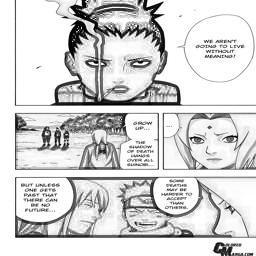 WE AREN'T
GOING TO LIVE
WITHOUT
MEANING!
GROW
UP...
THE
SHADOW
OF DEATH
HANGS
OVER ALL
SHINOBI.
SOME
DEATHS
MAY BE
HARDER TO
ACCEPT
THAN
OTHERS.
BUT UNLESS
ONE GETS
PAST THAT
THERE CAN
BE NO
FUTURE...
COLORED
MANGA.COM